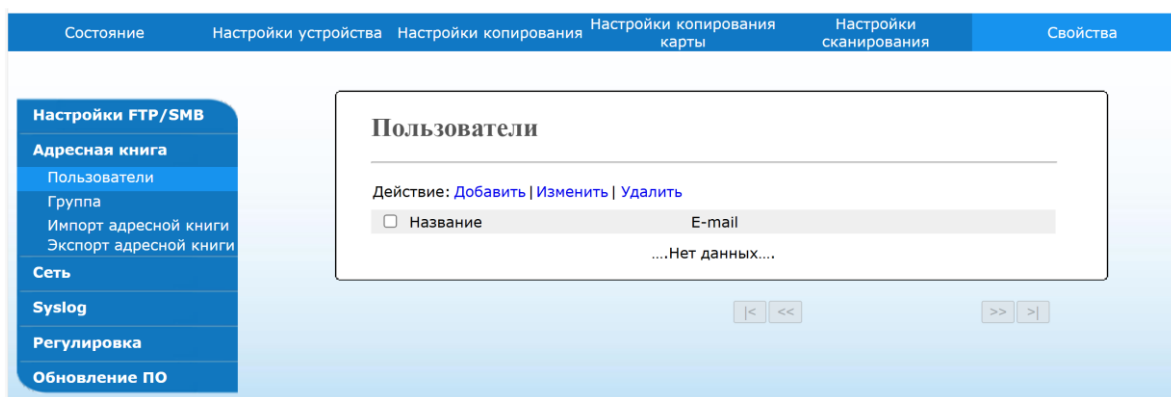 Состояние Настройки устройства Настройки копирования Настройки копирования карты Настройки сканирования Свойства
Настройки FTP/SMB
Адресная книга
Пользователи
Группа
Импорт адресной книги
Экспорт адресной книги
Сеть
Syslog
Регулировка
Обновление ПО
Пользователи
Действие: Добавить | Изменить | Удалить
Название E-mail
....Нет данных....
|< << >> >|